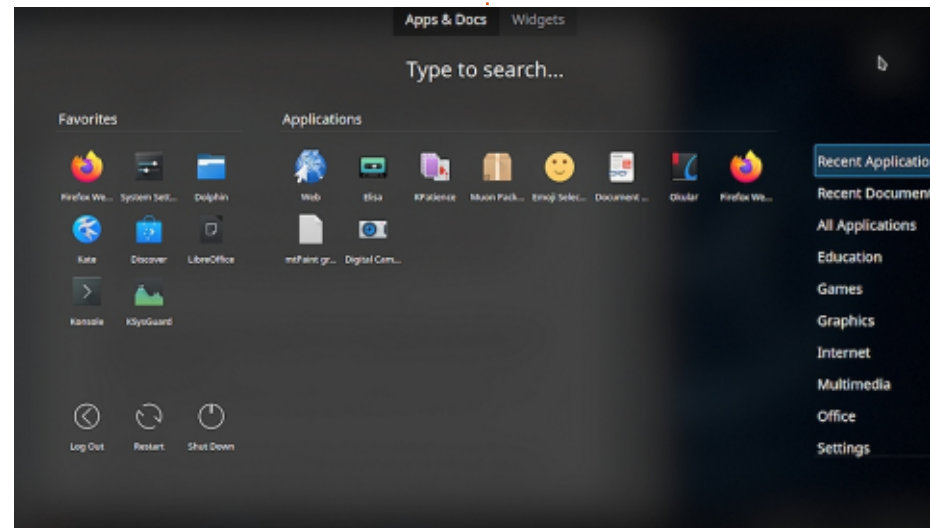 Apps & Docs Widgets
Type to search...
Favorites
Applications
Firefox We... System Sett... Dolphin
Web Elisa KPatience Muon Pack... Emoji Selec... Document ... Okular Firefox We...
Kate Discover LibreOffice
mtPaint gr... Digital Cam...
Konsole KSysGuard
Log Out Restart Shut Down
Recent Applicatio
Recent Document
All Applications
Education
Games
Graphics
Internet
Multimedia
Office
Settings